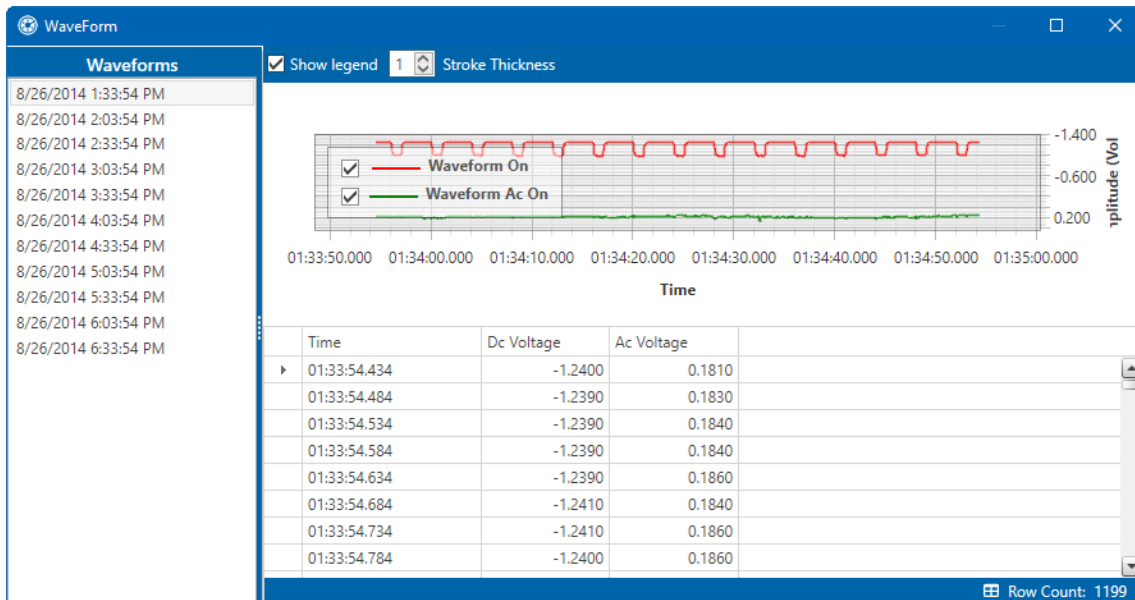 WaveForm
Waveforms
8/26/2014 1:33:54 PM
8/26/2014 2:03:54 PM
8/26/2014 2:33:54 PM
8/26/2014 3:03:54 PM
8/26/2014 3:33:54 PM
8/26/2014 4:03:54 PM
8/26/2014 4:33:54 PM
8/26/2014 5:03:54 PM
8/26/2014 5:33:54 PM
8/26/2014 6:03:54 PM
8/26/2014 6:33:54 PM
Show legend 1 Stroke Thickness
Waveform On
Waveform Ac On
-1.400
-0.600
0.200
plitude (Vol
01:33:50.000 01:34:00.000 01:34:10.000 01:34:20.000 01:34:30.000 01:34:40.000 01:34:50.000 01:35:00.000
Time
Time Dc Voltage Ac Voltage
01:33:54.434 -1.2400 0.1810
01:33:54.484 -1.2390 0.1830
01:33:54.534 -1.2390 0.1840
01:33:54.584 -1.2390 0.1840
01:33:54.634 -1.2390 0.1860
01:33:54.684 -1.2410 0.1840
01:33:54.734 -1.2410 0.1860
01:33:54.784 -1.2400 0.1860
Row Count: 1199